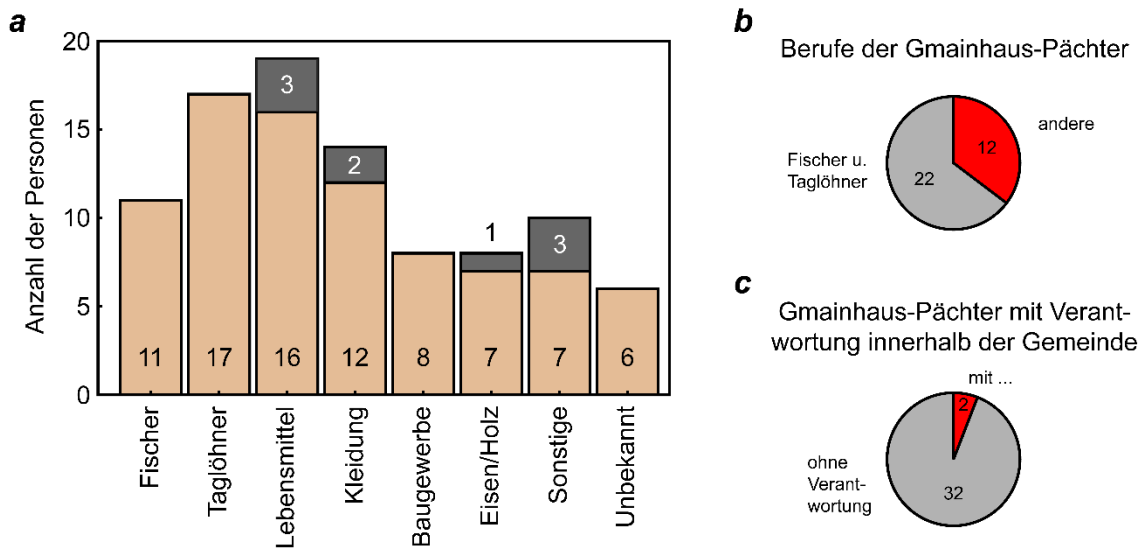 a
Anzahl der Personen
20
15
10
5
0
3
2
1
3
11
17
16
12
8
7
7
6
Fischer
Taglöhner
Lebensmittel
Kleidung
Baugewerbe
Eisen/Holz
Sonstige
Unbekannt
b
Berufe der Gmainhaus-Pächter
andere
12
Fischer u.
Taglöhner
22
c
Gmainhaus-Pächter mit Verant-
wortung innerhalb der Gemeinde
mit ...
2
ohne
Verant-
wortung
32